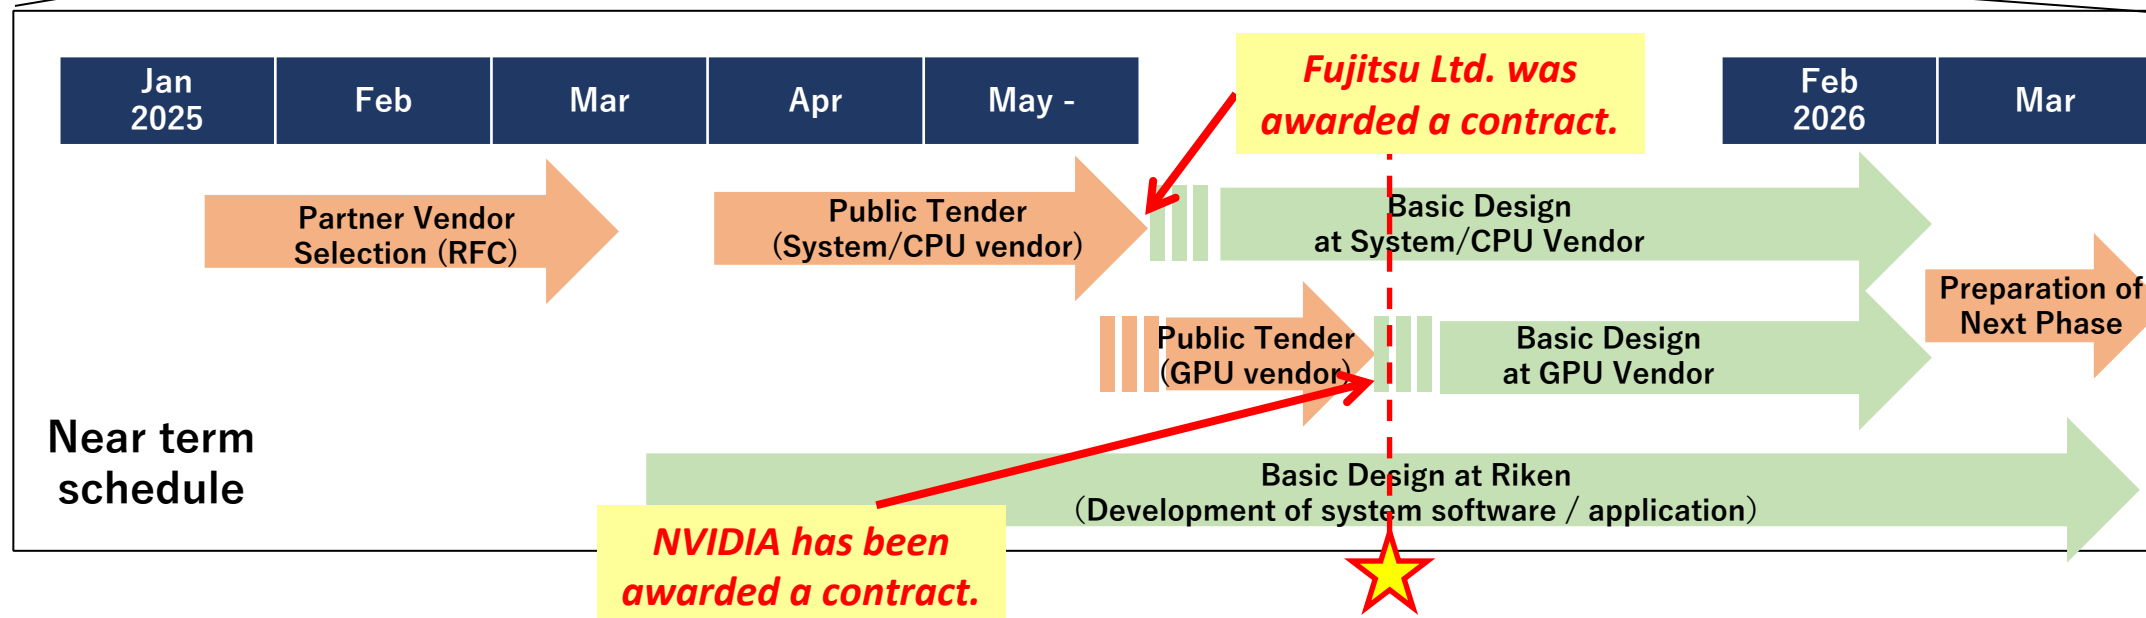 Jan
2025
Feb
Mar
Apr
May -
Fujitsu Ltd. was
awarded a contract.
Feb
2026
Mar
Partner Vendor
Selection (RFC)
Public Tender
(System/CPU vendor)
Basic Design
at System/CPU Vendor
Public Tender
(GPU vendor)
Basic Design
at GPU Vendor
Preparation of
Next Phase
Near term
schedule
Basic Design at Riken
(Development of system software / application)
NVIDIA has been
awarded a contract.